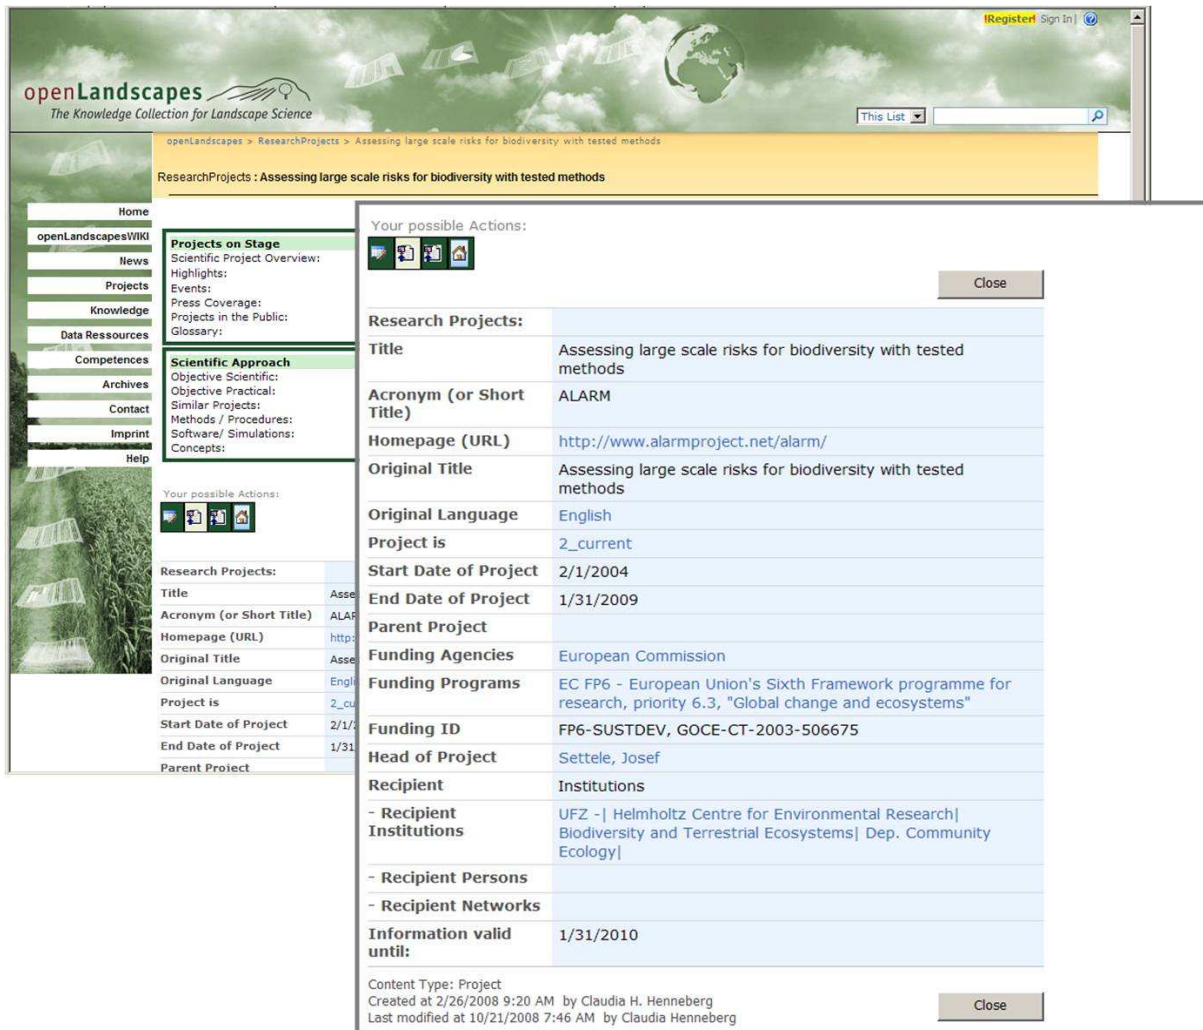 !Register! Sign In |
openLandscapes
The Knowledge Collection for Landscape Science
This List
openLandscapes > ResearchProjects > Assessing large scale risks for biodiversity with tested methods
ResearchProjects : Assessing large scale risks for biodiversity with tested methods
Home
openLandscapesWIKI
News
Projects
Knowledge
Data Ressources
Competences
Archives
Contact
Imprint
Help
Projects on Stage
Scientific Project Overview:
Highlights:
Events:
Press Coverage:
Projects in the Public:
Glossary:
Scientific Approach
Objective Scientific:
Objective Practical:
Similar Projects:
Methods / Procedures:
Software/ Simulations:
Concepts:
Your possible Actions:
Research Projects:
Title Asse
Acronym (or Short Title) ALAR
Homepage (URL) http:
Original Title Asse
Original Language Engli
Project is 2_cu
Start Date of Project 2/1/
End Date of Project 1/31
Parent Project
Your possible Actions:
Close
Research Projects:
Title Assessing large scale risks for biodiversity with tested
methods
Acronym (or Short ALARM
Title)
Homepage (URL) http://www.alarmproject.net/alarm/
Original Title Assessing large scale risks for biodiversity with tested
methods
Original Language English
Project is 2_current
Start Date of Project 2/1/2004
End Date of Project 1/31/2009
Parent Project
Funding Agencies European Commission
Funding Programs EC FP6 - European Union's Sixth Framework programme for
research, priority 6.3, "Global change and ecosystems"
Funding ID FP6-SUSTDEV, GOCE-CT-2003-506675
Head of Project Settele, Josef
Recipient Institutions
- Recipient UFZ -| Helmholtz Centre for Environmental Research|
Institutions Biodiversity and Terrestrial Ecosystems| Dep. Community
Ecology|
- Recipient Persons
- Recipient Networks
Information valid 1/31/2010
until:
Content Type: Project
Created at 2/26/2008 9:20 AM by Claudia H. Henneberg
Last modified at 10/21/2008 7:46 AM by Claudia Henneberg
Close